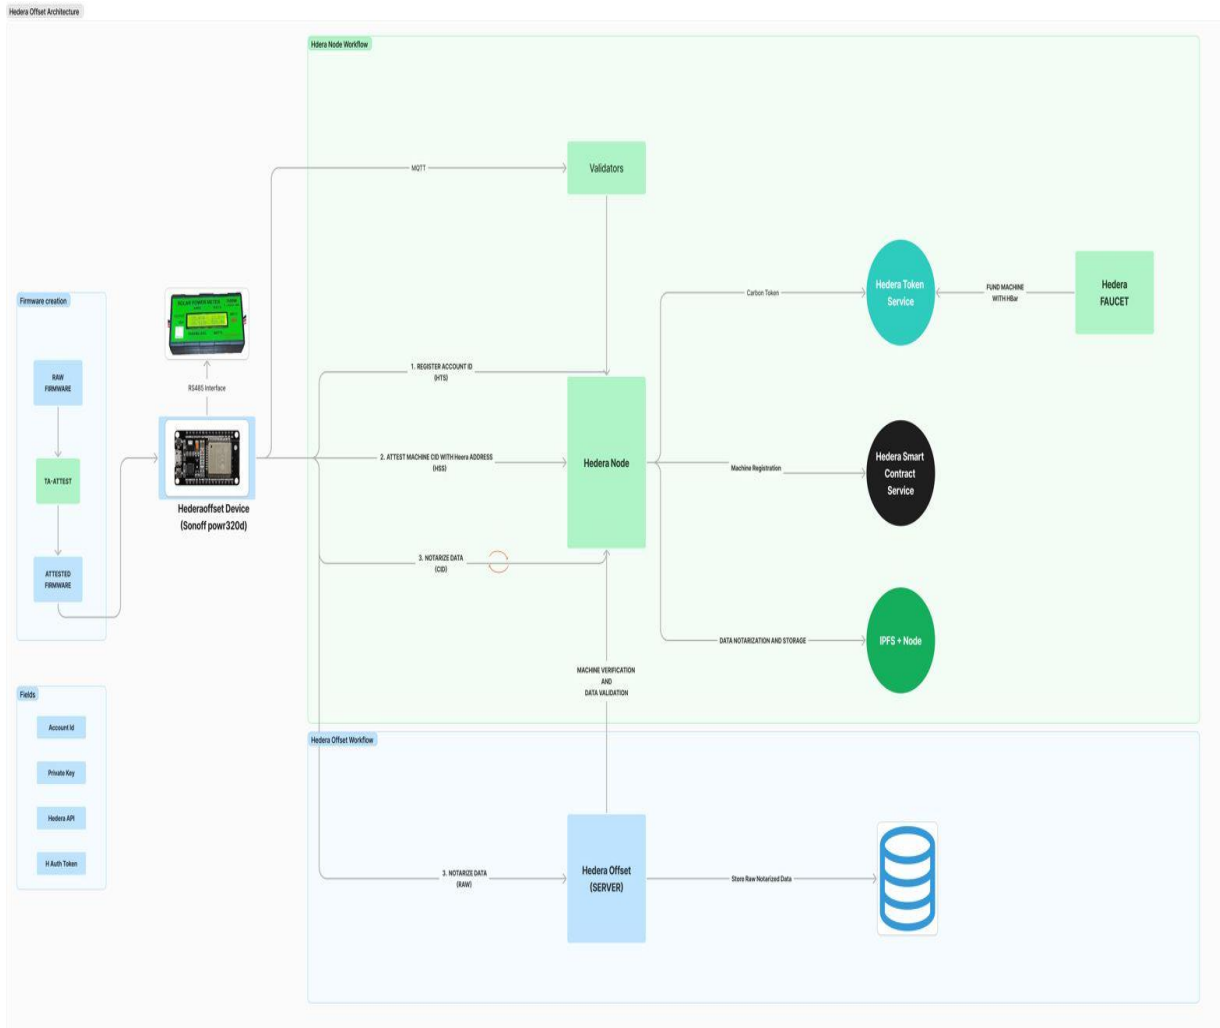 Hedera Offset Architecture
Hdera Node Workflow
MQTT
Validators
Firmware creation
RAW
FIRMWARE
TA-ATTEST
ATTESTED
FIRMWARE
SOLAR POWER METER
RS485 Interface
Hederaoffset Device
(Sonoff powr320d)
1. REGISTER ACCOUNT ID
(HTS)
2. ATTEST MACHINE CID WITH Heera ADDRESS
(HSS)
3. NOTARIZE DATA
(CID)
Hedera Node
Carbon Token
Hedera Token
Service
FUND MACHINE
WITH HBar
Hedera
FAUCET
Machine Registration
Hedera Smart
Contract
Service
DATA NOTARIZATION AND STORAGE
IPFS + Node
MACHINE VERIFICATION
AND
DATA VALIDATION
Fields
Account Id
Private Key
Hedera API
H Auth Token
Hedera Offset Workflow
3. NOTARIZE DATA
(RAW)
Hedera Offset
(SERVER)
Store Raw Notarized Data